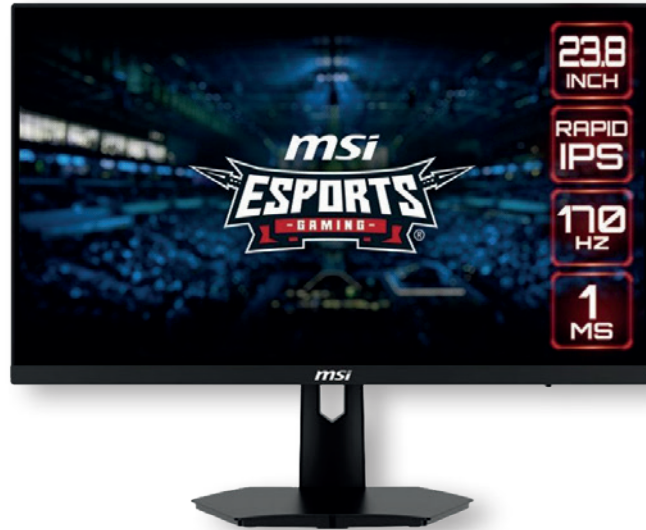 msi
ESPORTS
-GAMING-
®
23.8
INCH
RAPID
IPS
170
HZ
1
MS
msi